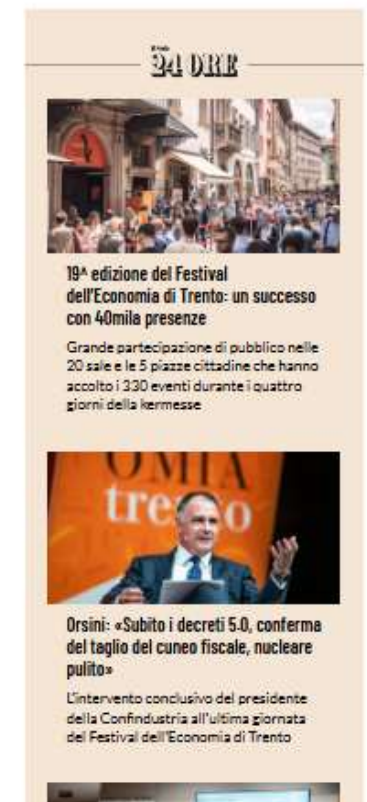 Il Sole
24 ORE
19ª edizione del Festival
dell'Economia di Trento: un successo
con 40mila presenze
Grande partecipazione di pubblico nelle
20 sale e le 5 piazze cittadine che hanno
accolto i 330 eventi durante i quattro
giorni della kermesse
OMIA
trento
Orsini: «Subito i decreti 5.0, conferma
del taglio del cuneo fiscale, nucleare
pulito»
L'intervento conclusivo del presidente
della Confindustria all'ultima giornata
del Festival dell'Economia di Trento